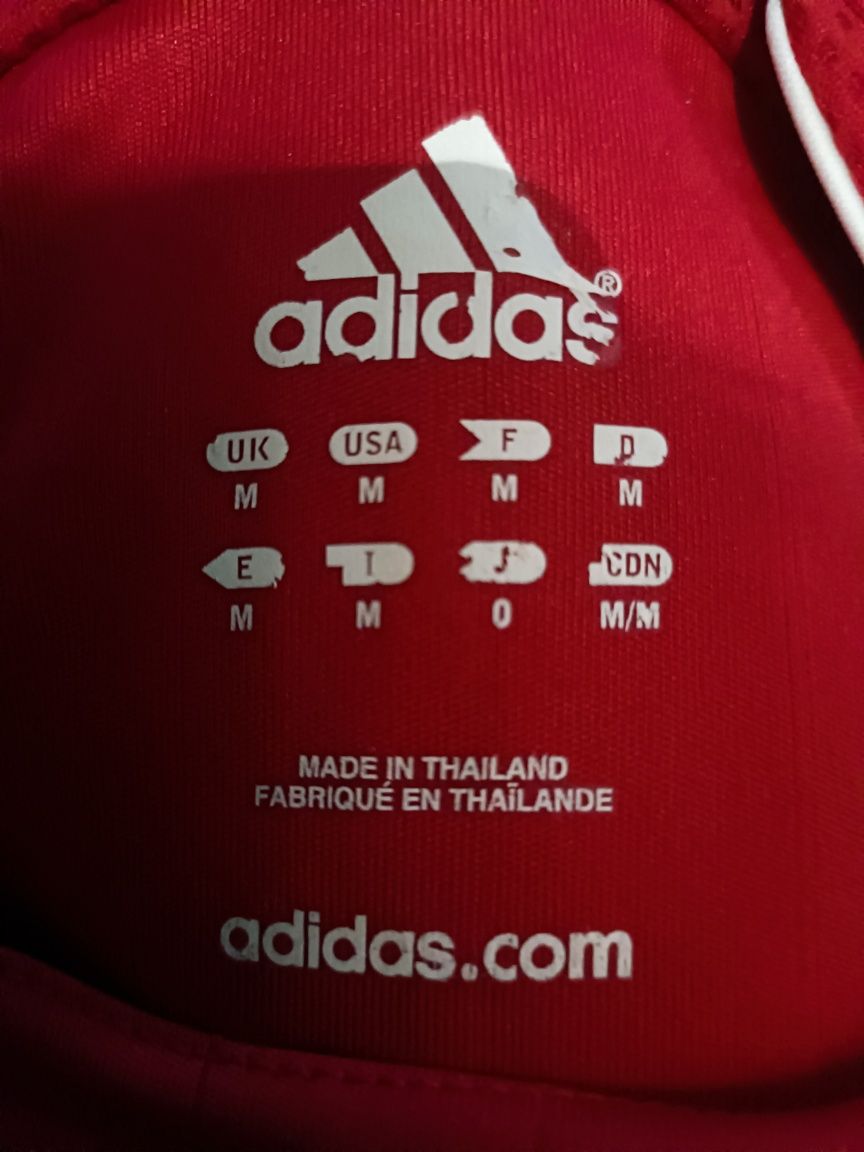 adidas®
UK USA F D
M M M M
E I J CDN
M M O M/M
MADE IN THAILAND
FABRIQUÉ EN THAÏLANDE
adidas.com